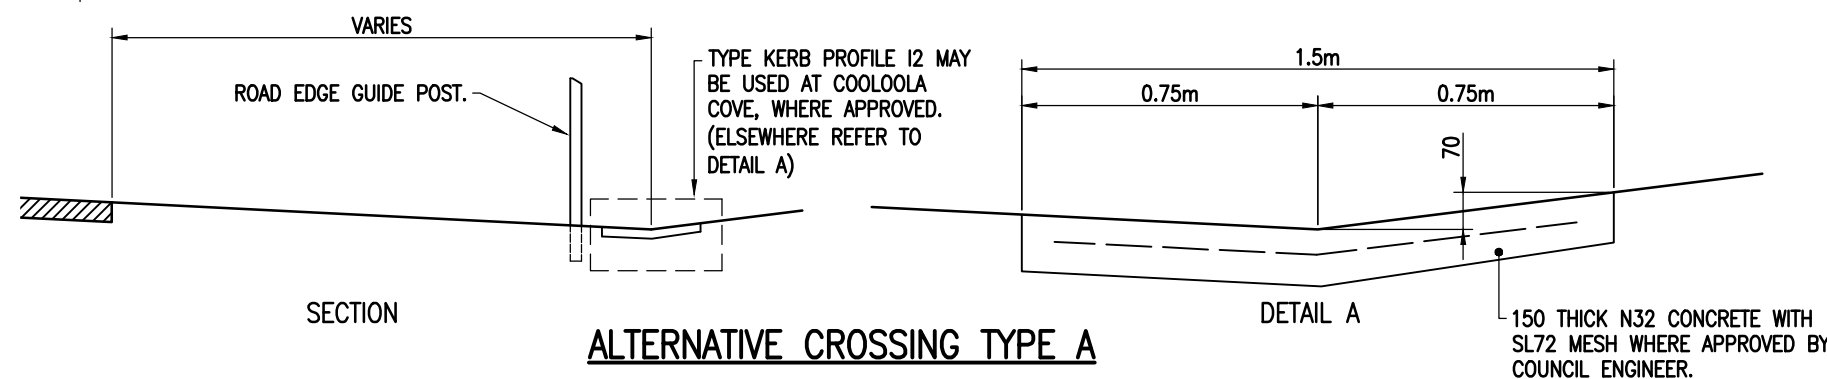 VARIES
ROAD EDGE GUIDE POST.
TYPE KERB PROFILE I2 MAY
BE USED AT COOLOOLA
COVE, WHERE APPROVED.
(ELSEWHERE REFER TO
DETAIL A)
1.5m
0.75m
0.75m
70
SECTION
DETAIL A
150 THICK N32 CONCRETE WITH
SL72 MESH WHERE APPROVED BY
COUNCIL ENGINEER.
ALTERNATIVE CROSSING TYPE A